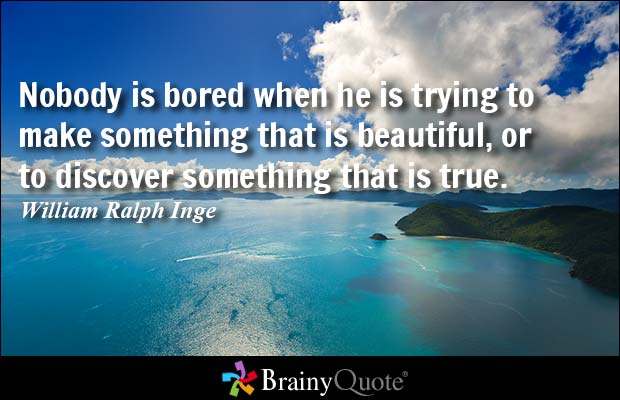 Nobody is bored when he is trying to
make something that is beautiful, or
to discover something that is true.
William Ralph Inge
BrainyQuote®